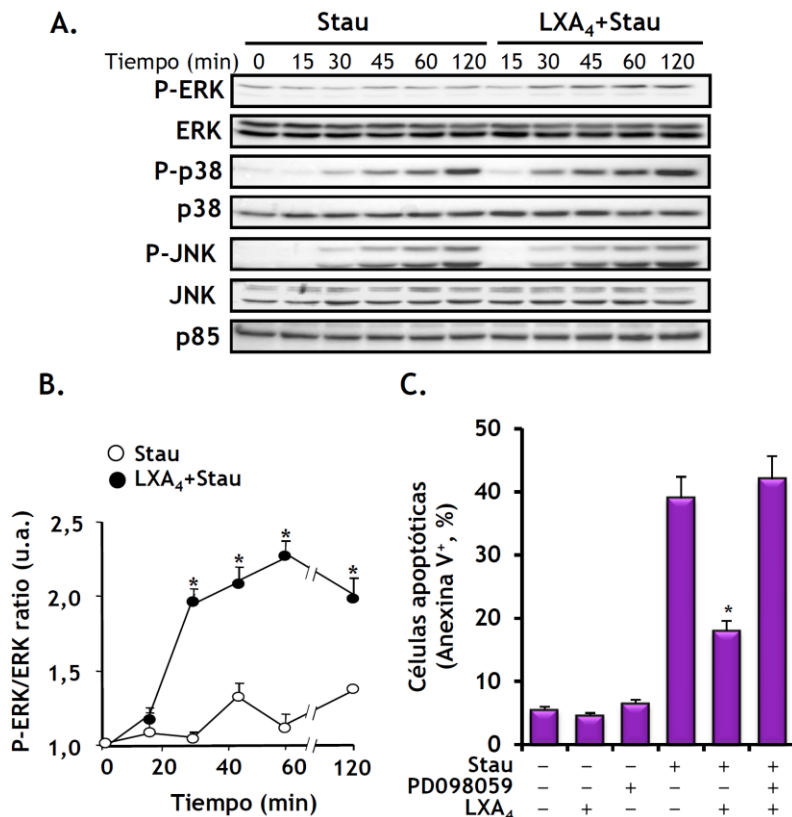 A.
Stau LXA₄+Stau
Tiempo (min) 0 15 30 45 60 120 15 30 45 60 120
P-ERK
ERK
P-p38
p38
P-JNK
JNK
p85
B.
Stau
LXA₄+Stau
P-ERK/ERK ratio (u.a.)
2,5
2,0
1,5
1,0
* * * *
0 20 40 60 120
Tiempo (min)
C.
Células apoptóticas
(Anexina V⁺, %)
50
40
30
20
10
0
*
Stau – – – + + +
PD098059 – – + – – +
LXA₄ – + – – + +